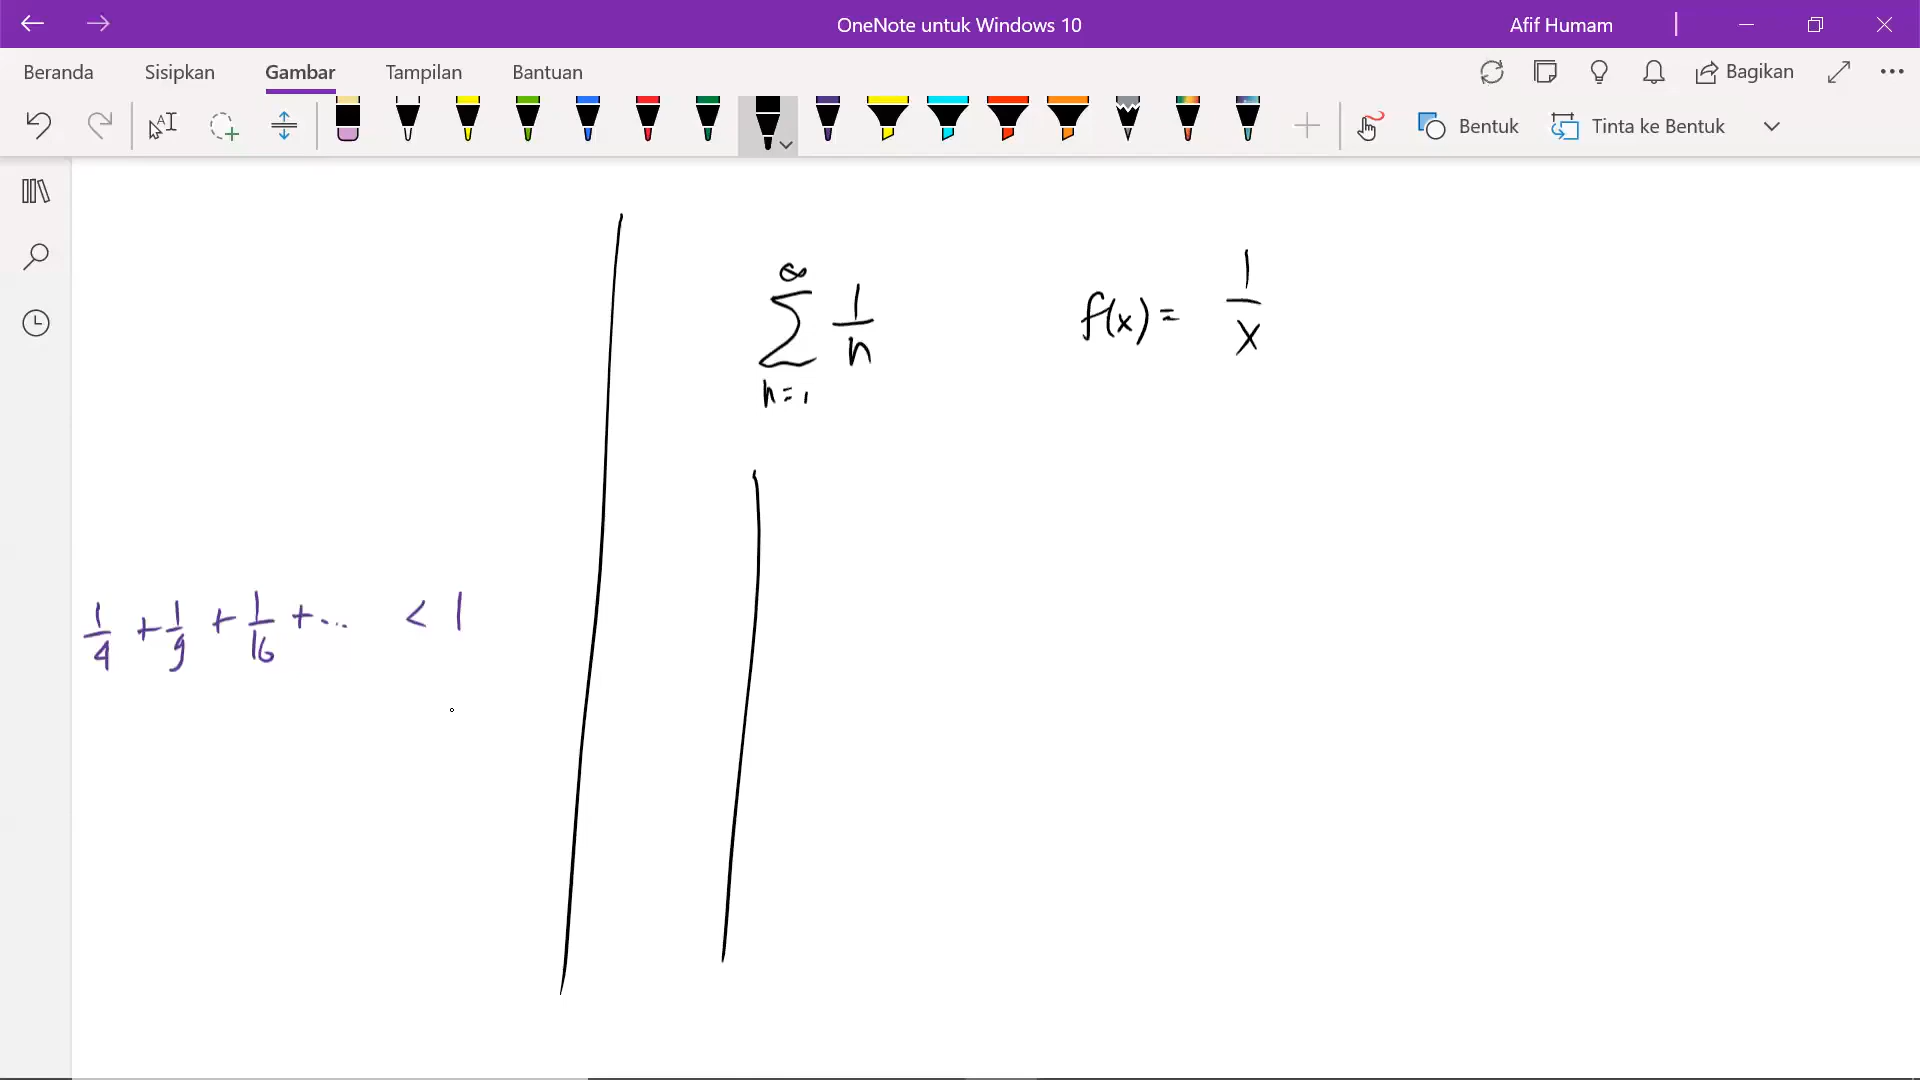 OneNote untuk Windows 10
Afif Humam
Beranda Sisipkan Gambar Tampilan Bantuan Bagikan
Bentuk Tinta ke Bentuk
∞
∑ 1/n f(x) = 1/x
n=1
1/4 + 1/9 + 1/16 + ... < 1